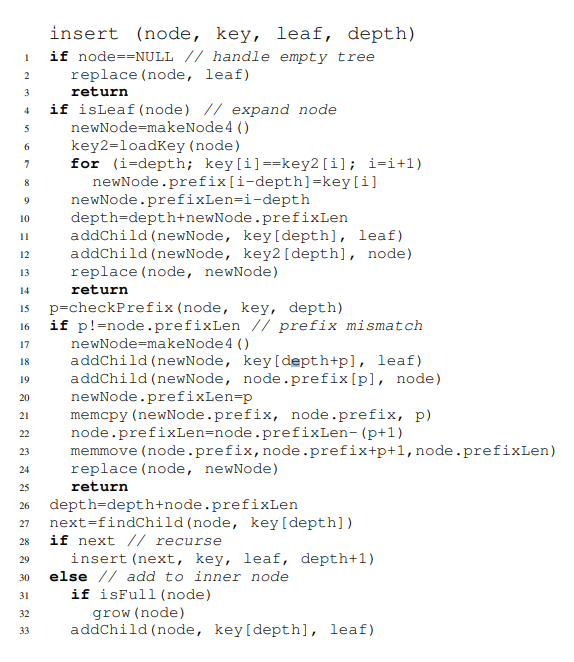 insert (node, key, leaf, depth)
1 if node==NULL // handle empty tree
2 replace(node, leaf)
3 return
4 if isLeaf(node) // expand node
5 newNode=makeNode4()
6 key2=loadKey(node)
7 for (i=depth; key[i]==key2[i]; i=i+1)
8 newNode.prefix[i-depth]=key[i]
9 newNode.prefixLen=i-depth
10 depth=depth+newNode.prefixLen
11 addChild(newNode, key[depth], leaf)
12 addChild(newNode, key2[depth], node)
13 replace(node, newNode)
14 return
15 p=checkPrefix(node, key, depth)
16 if p!=node.prefixLen // prefix mismatch
17 newNode=makeNode4()
18 addChild(newNode, key[depth+p], leaf)
19 addChild(newNode, node.prefix[p], node)
20 newNode.prefixLen=p
21 memcpy(newNode.prefix, node.prefix, p)
22 node.prefixLen=node.prefixLen-(p+1)
23 memmove(node.prefix,node.prefix+p+1,node.prefixLen)
24 replace(node, newNode)
25 return
26 depth=depth+node.prefixLen
27 next=findChild(node, key[depth])
28 if next // recurse
29 insert(next, key, leaf, depth+1)
30 else // add to inner node
31 if isFull(node)
32 grow(node)
33 addChild(node, key[depth], leaf)